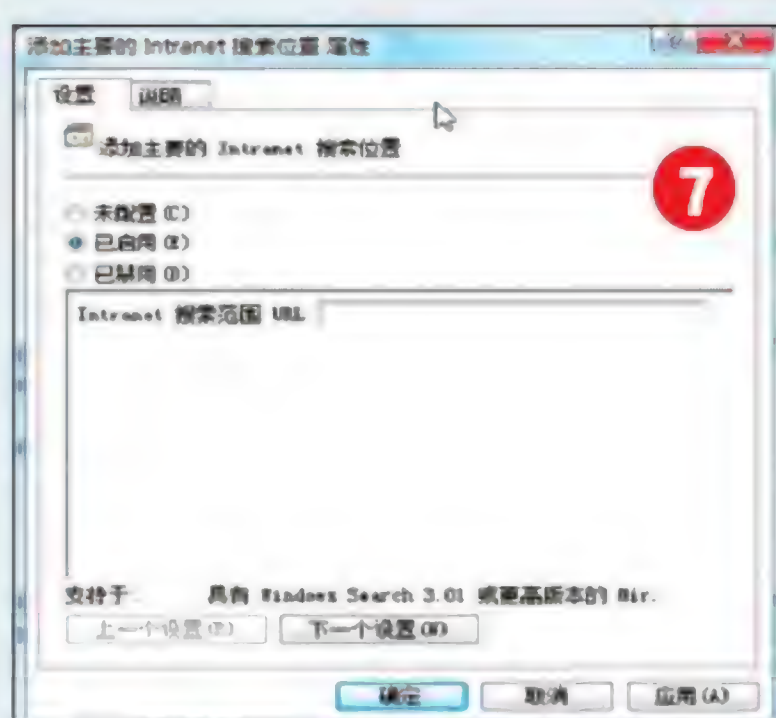 添加主要的 Intranet 搜索位置 属性
设置 说明
添加主要的 Intranet 搜索位置
7
未配置(C)
已启用(E)
已禁用(D)
Intranet 搜索范围 URL
支持于: 具有 Windows Search 3.01 或更高版本的 Mir.
上一个设置(P) 下一个设置(N)
确定 取消 应用(A)